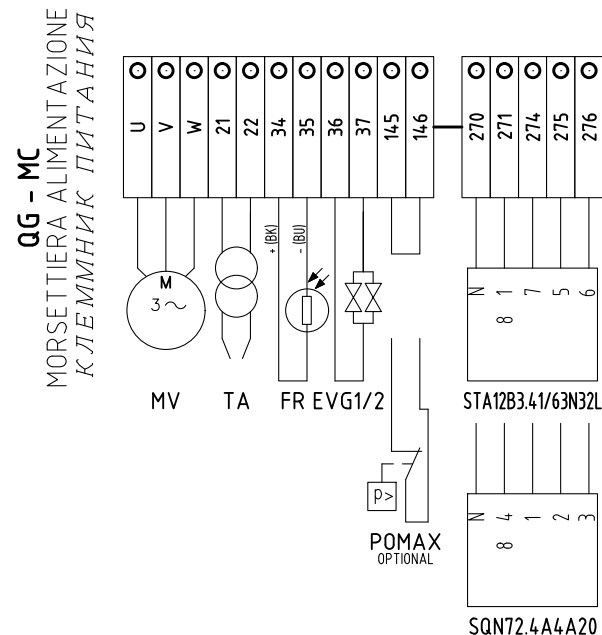 QG - MC
MORSETTIERA ALIMENTAZIONE
КЛЕММНИК ПИТАНИЯ
U V W 21 22 34 35 36 37 145 146 270 271 274 275 276
+ (BK)
- (BU)
M
3~
MV TA FR EVG1/2
N 1 7 5 6
8
STA12B3.41/63N32L
p>
POMAX
OPTIONAL
N 4 1 2 3
8
SQN72.4A4A20